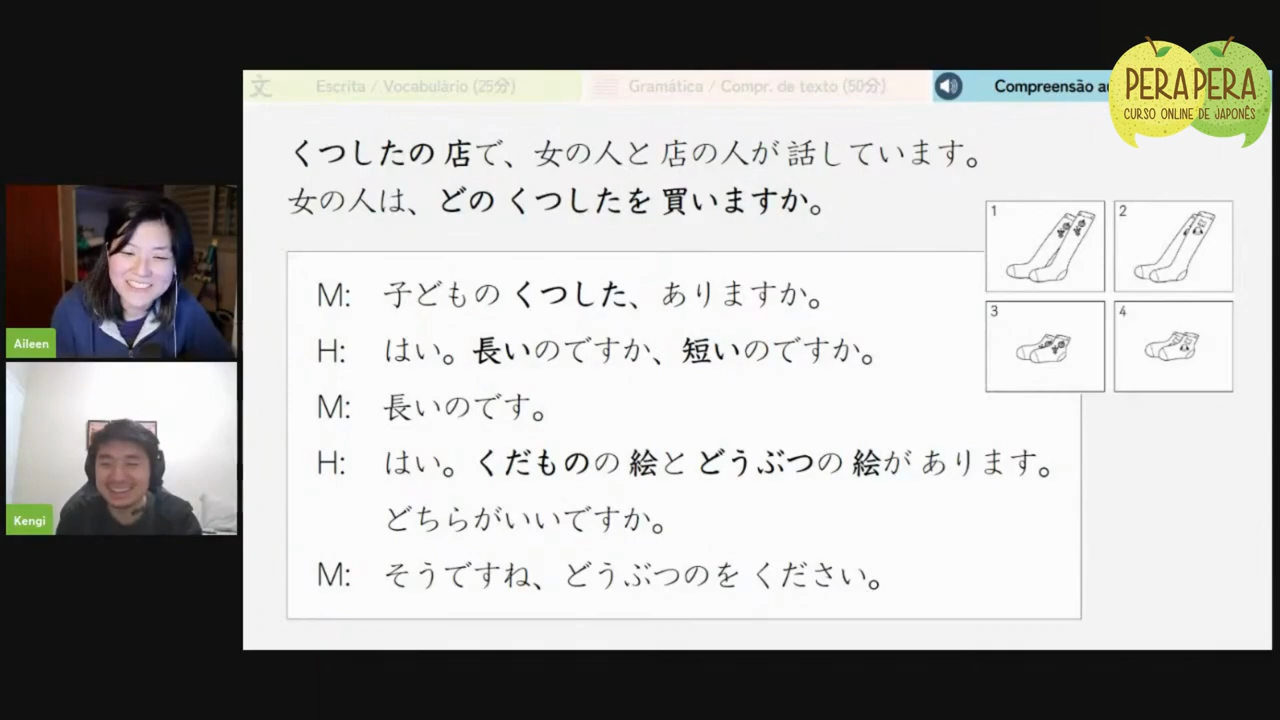 文 Escrita / Vocabulário (25分)
Gramática / Compr. de texto (50分)
Compreensão
PERAPERA
CURSO ONLINE DE JAPONÊS
くつしたの 店で、女の人と 店の人が 話しています。
女の人は、どの くつしたを 買いますか。
1
2
3
4
M: 子どもの くつした、ありますか。
H: はい。長いのですか、短いのですか。
M: 長いのです。
H: はい。くだものの 絵と どうぶつの 絵が あります。
どちらがいいですか。
M: そうですね、どうぶつのを ください。
Aileen
Kengi